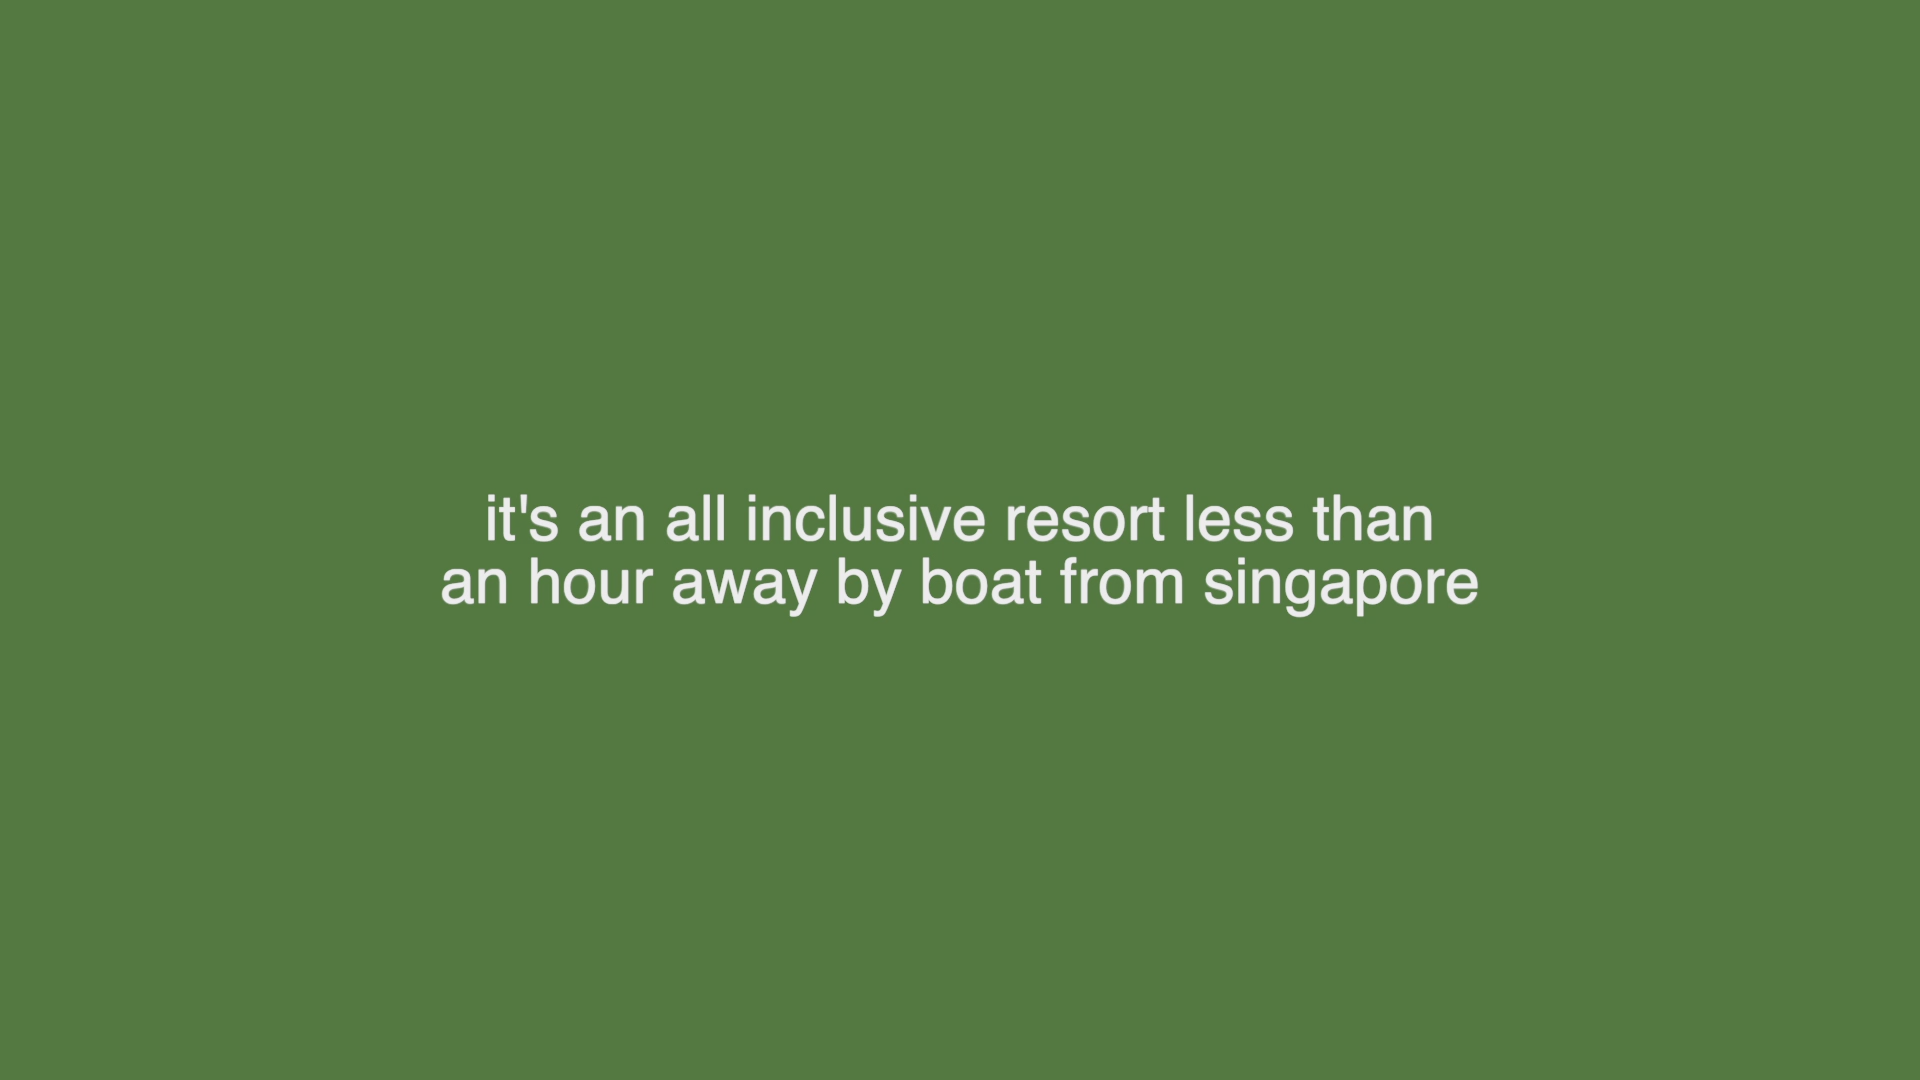 it's an all inclusive resort less than
an hour away by boat from singapore